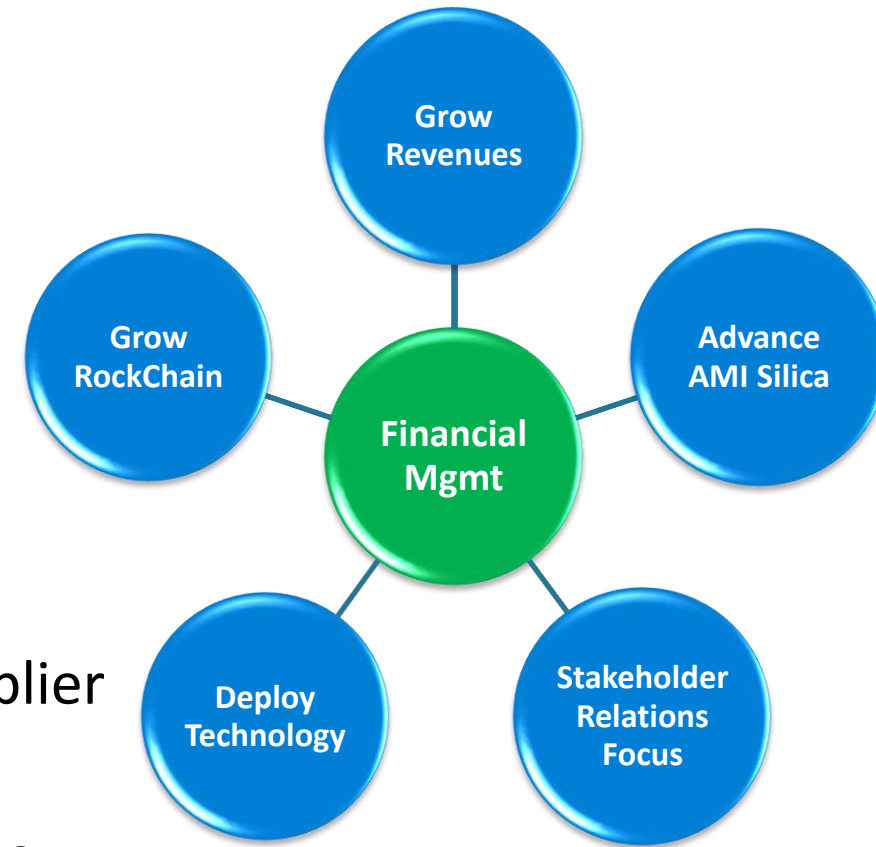 Grow
Revenues
Grow
RockChain
Advance
AMI Silica
Financial
Mgmt
plier
Deploy
Technology
Stakeholder
Relations
Focus